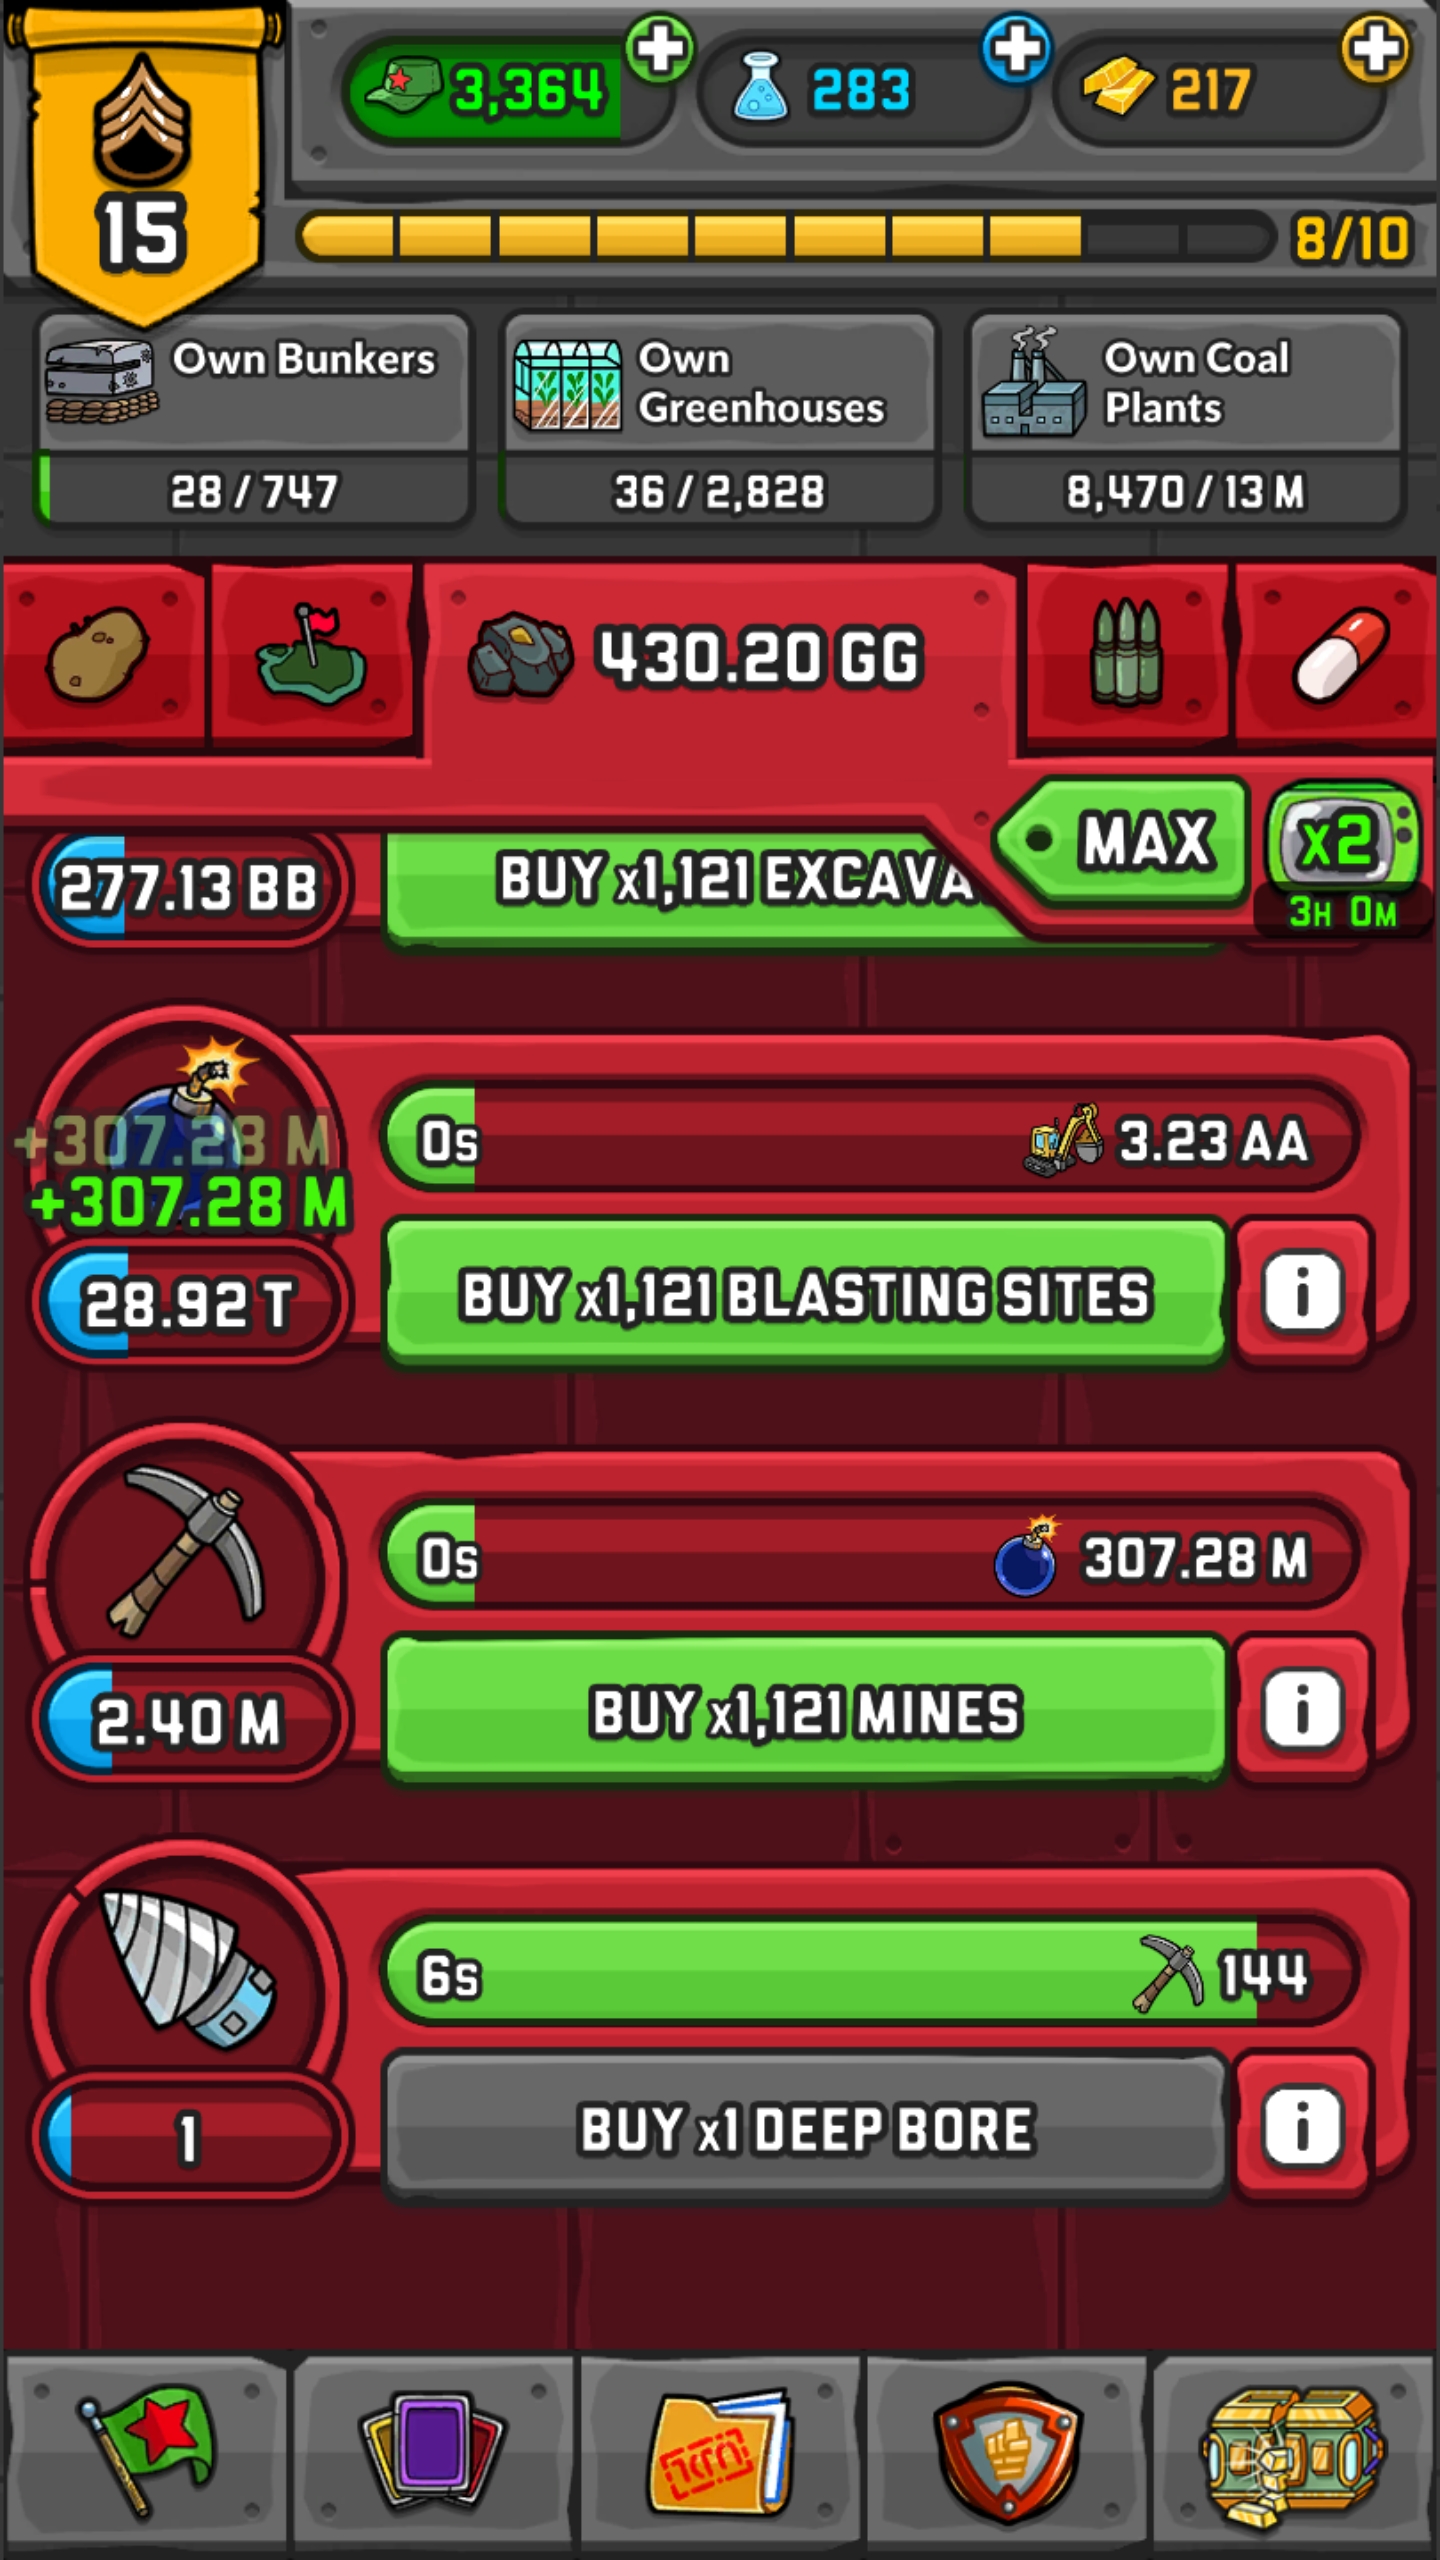 3,364
283
217
15
8/10
Own Bunkers
28 / 747
Own
Greenhouses
36 / 2,828
Own Coal
Plants
8,470 / 13 M
430.20 GG
MAX
x2
3H 0M
277.13 BB
BUY x1,121 EXCAVA
0s
3.23 AA
+307.28 M
+307.28 M
28.92 T
BUY x1,121 BLASTING SITES
i
0s
307.28 M
2.40 M
BUY x1,121 MINES
i
6s
144
1
BUY x1 DEEP BORE
i